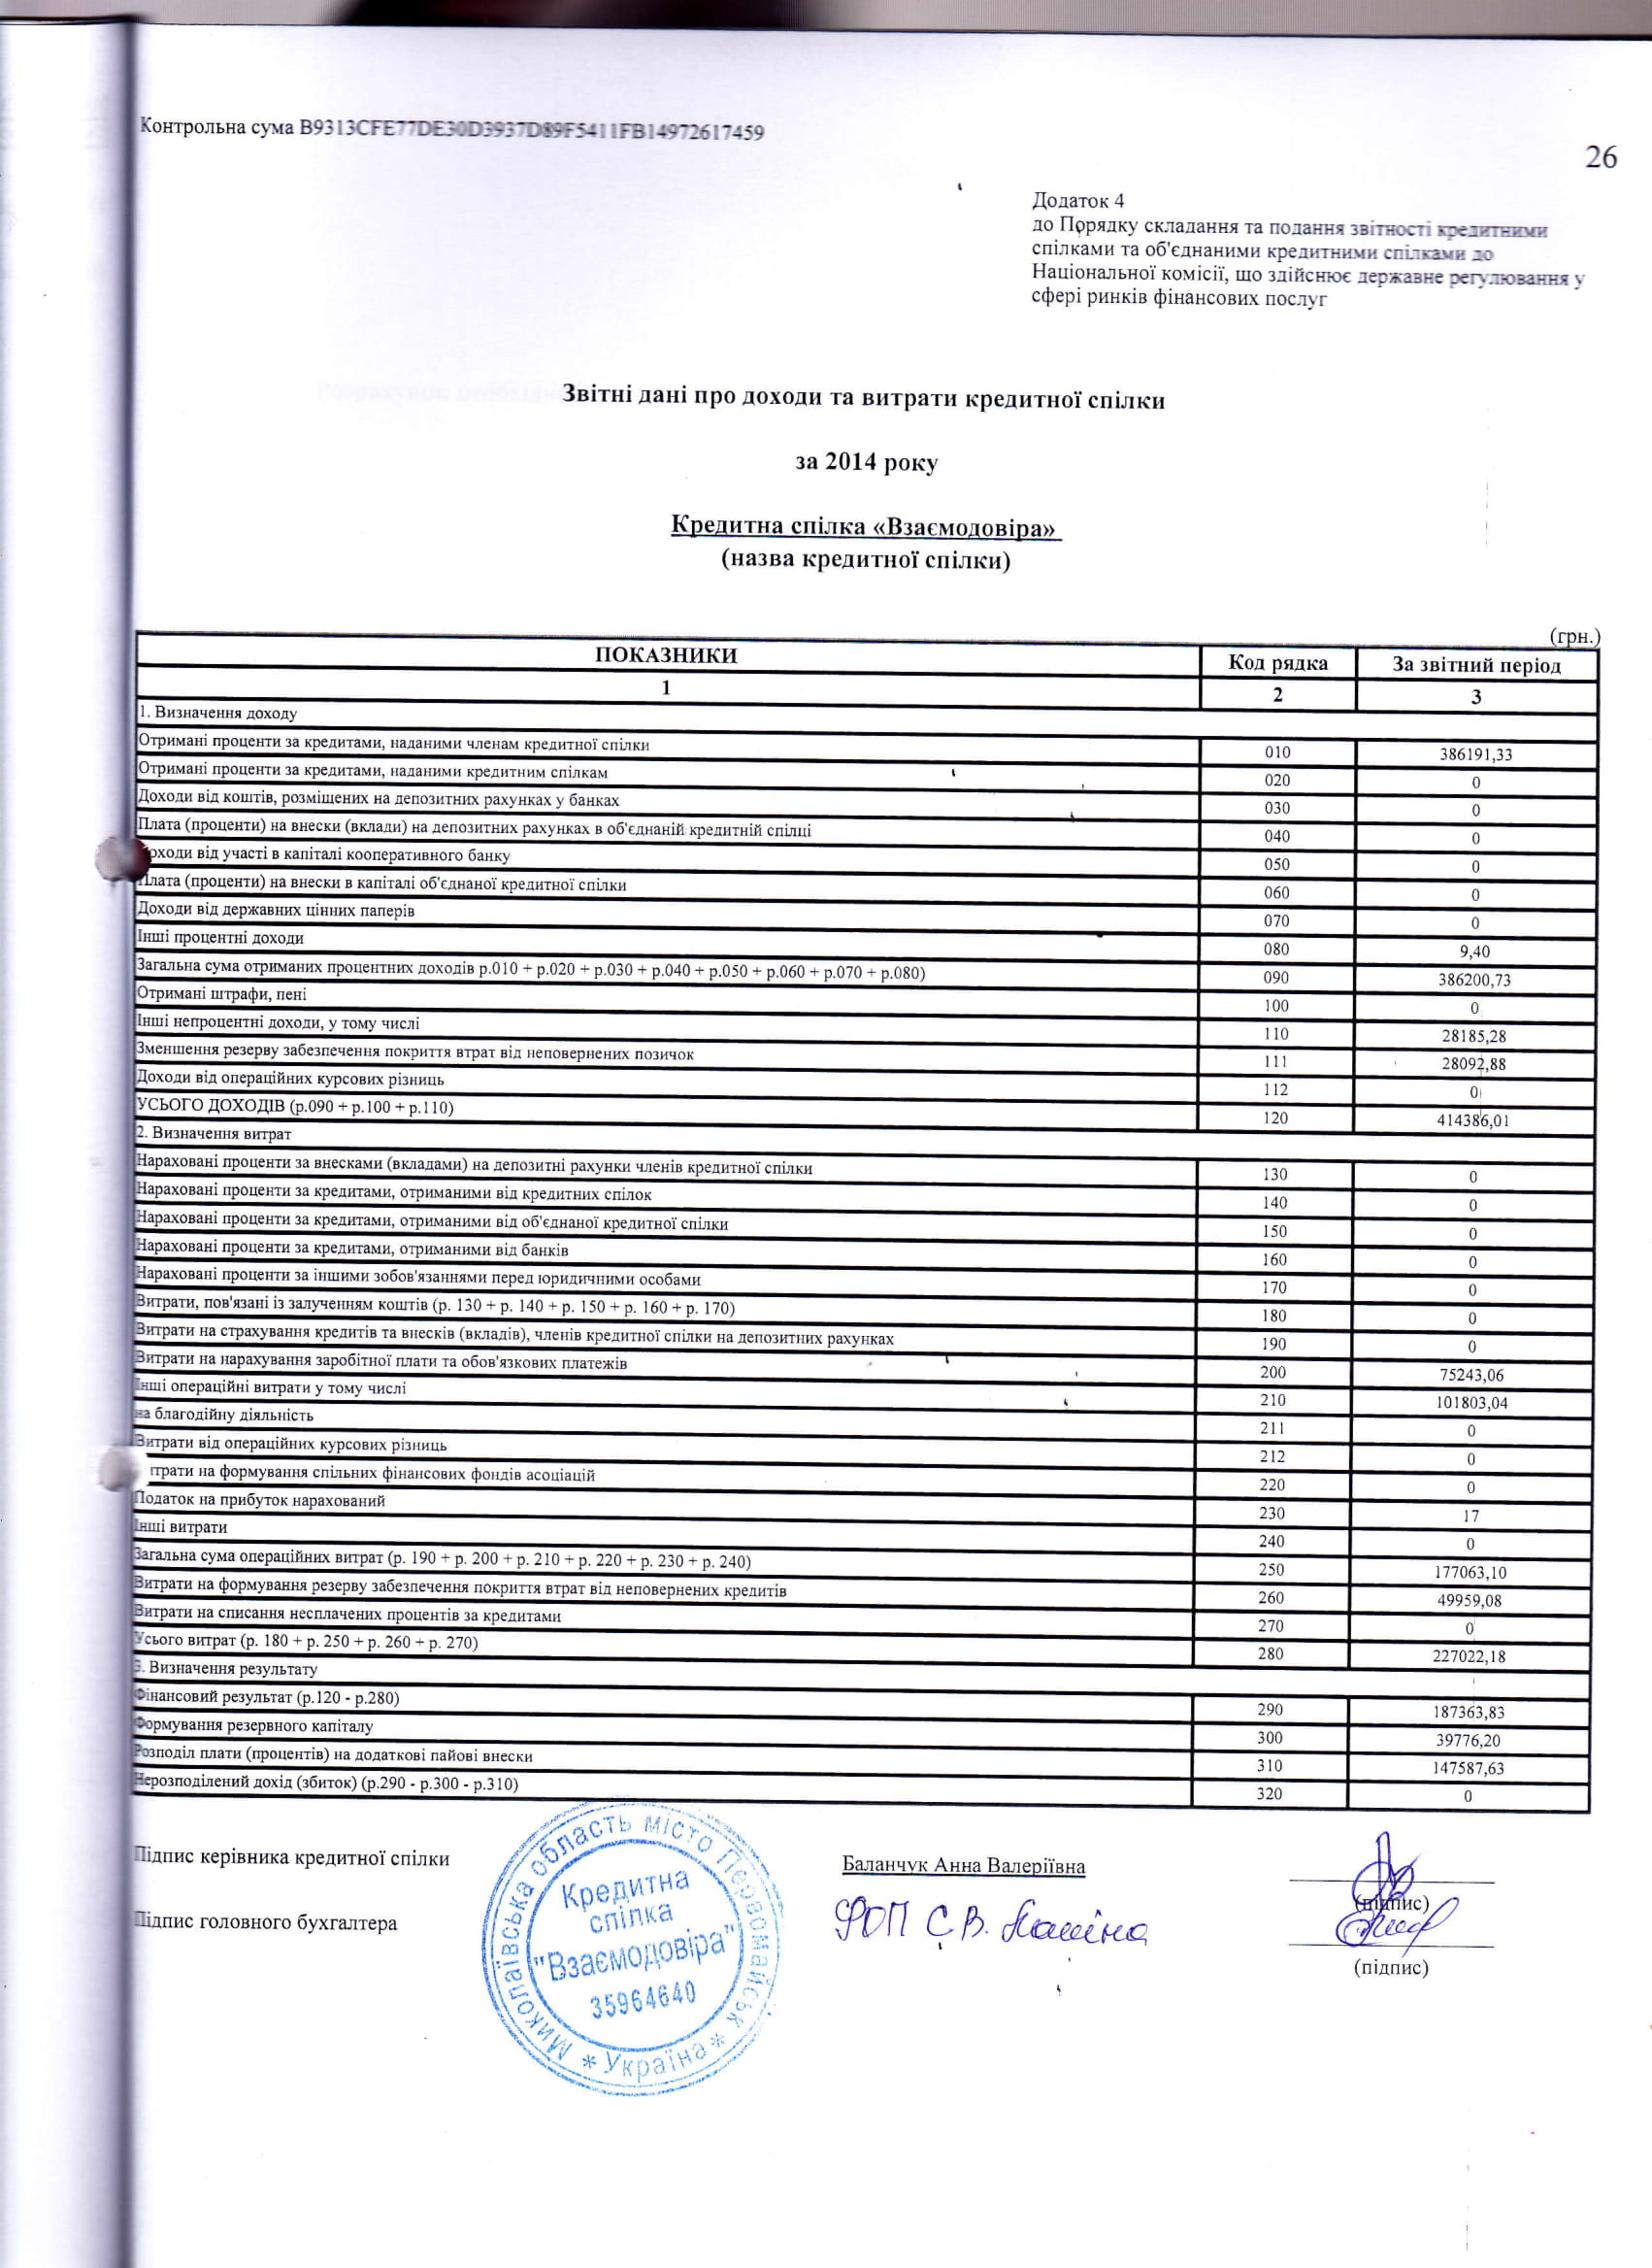 Контрольна сума B9313CFE77DE30D3937D89F5411FB14972617459
26
Додаток 4
до Порядку складання та подання звітності кредитними
спілками та об'єднаними кредитними спілками до
Національної комісії, що здійснює державне регулювання у
сфері ринків фінансових послуг
Звітні дані про доходи та витрати кредитної спілки
за 2014 року
Кредитна спілка «Взаємодовіра»
(назва кредитної спілки)
(грн.)
ПОКАЗНИКИ Код рядка За звітний період
1 2 3
1. Визначення доходу
Отримані проценти за кредитами, наданими членам кредитної спілки 010 386191,33
Отримані проценти за кредитами, наданими кредитним спілкам 020 0
Доходи від коштів, розміщених на депозитних рахунках у банках 030 0
Плата (проценти) на внески (вклади) на депозитних рахунках в об'єднаній кредитній спілці 040 0
оходи від участі в капіталі кооперативного банку 050 0
Плата (проценти) на внески в капіталі об'єднаної кредитної спілки 060 0
Доходи від державних цінних паперів 070 0
Інші процентні доходи 080 9,40
Загальна сума отриманих процентних доходів р.010 + р.020 + р.030 + р.040 + р.050 + р.060 + р.070 + р.080) 090 386200,73
Отримані штрафи, пені 100 0
Інші непроцентні доходи, у тому числі 110 28185,28
Зменшення резерву забезпечення покриття втрат від неповернених позичок 111 28092,88
Доходи від операційних курсових різниць 112 0
УСЬОГО ДОХОДІВ (р.090 + р.100 + р.110) 120 414386,01
2. Визначення витрат
Нараховані проценти за внесками (вкладами) на депозитні рахунки членів кредитної спілки 130 0
Нараховані проценти за кредитами, отриманими від кредитних спілок 140 0
Нараховані проценти за кредитами, отриманими від об'єднаної кредитної спілки 150 0
Нараховані проценти за кредитами, отриманими від банків 160 0
Нараховані проценти за іншими зобов'язаннями перед юридичними особами 170 0
Витрати, пов'язані із залученням коштів (р. 130 + р. 140 + р. 150 + р. 160 + р. 170) 180 0
Витрати на страхування кредитів та внесків (вкладів), членів кредитної спілки на депозитних рахунках 190 0
Витрати на нарахування заробітної плати та обов'язкових платежів 200 75243,06
Інші операційні витрати у тому числі 210 101803,04
на благодійну діяльність 211 0
Витрати від операційних курсових різниць 212 0
трати на формування спільних фінансових фондів асоціацій 220 0
Податок на прибуток нарахований 230 17
Інші витрати 240 0
Загальна сума операційних витрат (р. 190 + р. 200 + р. 210 + р. 220 + р. 230 + р. 240) 250 177063,10
Витрати на формування резерву забезпечення покриття втрат від неповернених кредитів 260 49959,08
Витрати на списання несплачених процентів за кредитами 270 0
Усього витрат (р. 180 + р. 250 + р. 260 + р. 270) 280 227022,18
3. Визначення результату
Фінансовий результат (р.120 - р.280) 290 187363,83
Формування резервного капіталу 300 39776,20
Розподіл плати (процентів) на додаткові пайові внески 310 147587,63
Нерозподілений дохід (збиток) (р.290 - р.300 - р.310) 320 0
Підпис керівника кредитної спілки Баланчук Анна Валеріївна
(підпис)
Підпис головного бухгалтера ФОП С.В.
(підпис)
Миколаївська область місто Первомайськ * Україна *
Кредитна
спілка
"Взаємодовіра"
35964640